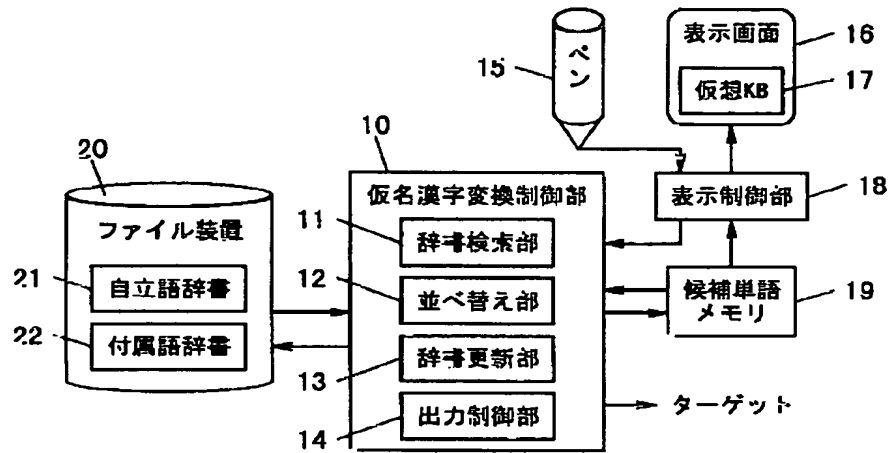 20
ファイル装置
21
自立語辞書
22
付属語辞書
10
仮名漢字変換制御部
11
辞書検索部
12
並べ替え部
13
辞書更新部
14
出力制御部
15
ペン
表示画面
16
仮想KB
17
表示制御部
18
候補単語
メモリ
19
ターゲット